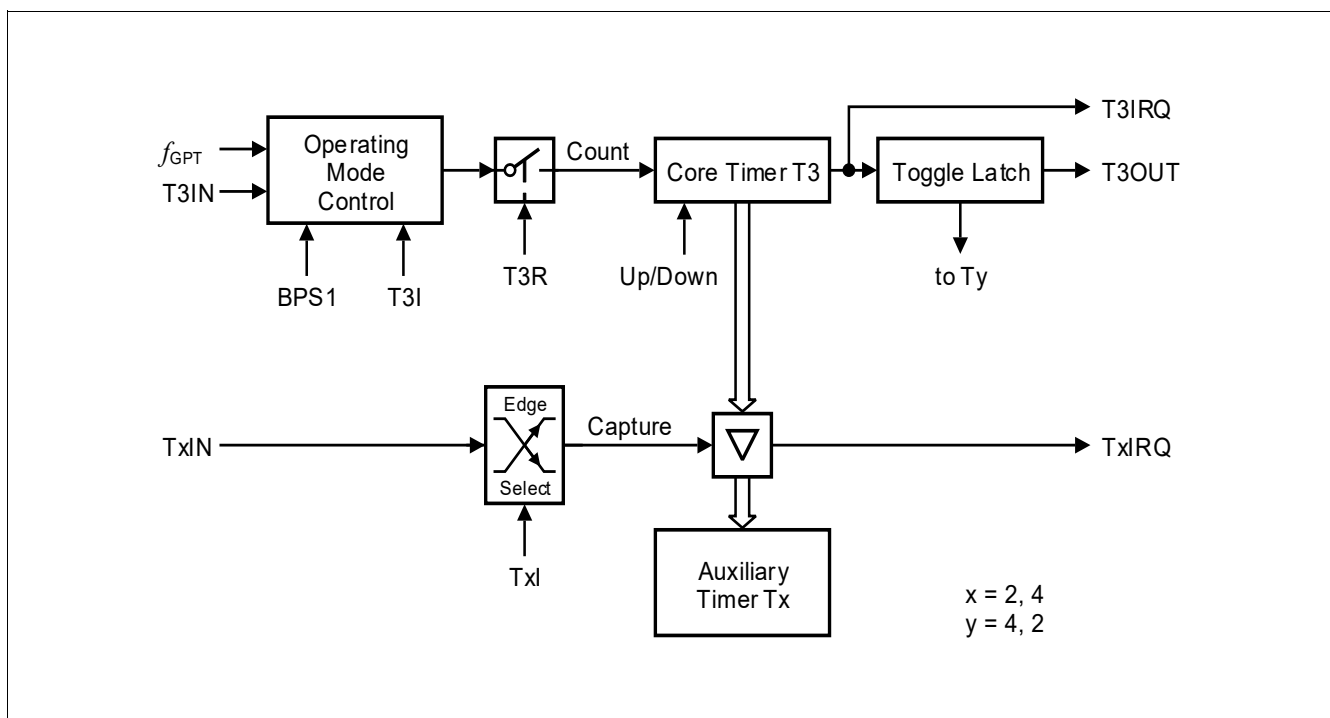 T3IRQ
f GPT
T3IN
Operating
Mode
Control
Count
Core Timer T3
Toggle Latch
T3OUT
BPS1
T3I
T3R
Up/Down
to Ty
TxIN
Edge
Select
Capture
TxIRQ
TxI
Auxiliary
Timer Tx
x = 2, 4
y = 4, 2